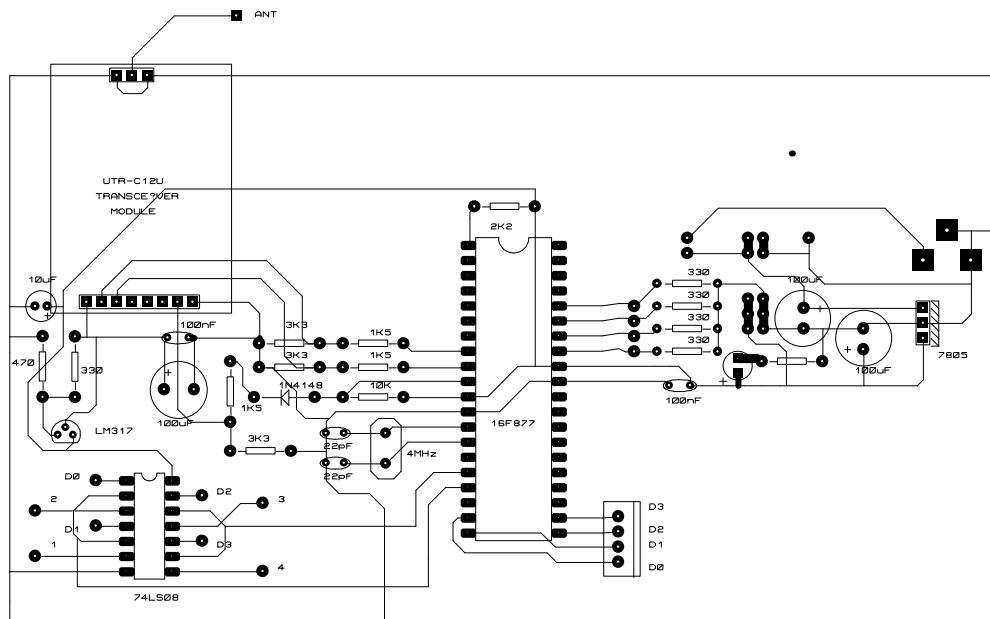 ANT
UTR-C12U
TRANSCE?VER
MODULE
2K2
10uF
330
100uF
330
100nF
330
3K3
1K5
330
7805
470
330
3K3
1K5
100uF
1N4148
10K
100nF
1K5
100uF
LM317
16F877
22pF
3K3
4MHz
22pF
D0
D2
2
3
D3
D1
D2
1
D3
D1
4
D0
74LS08